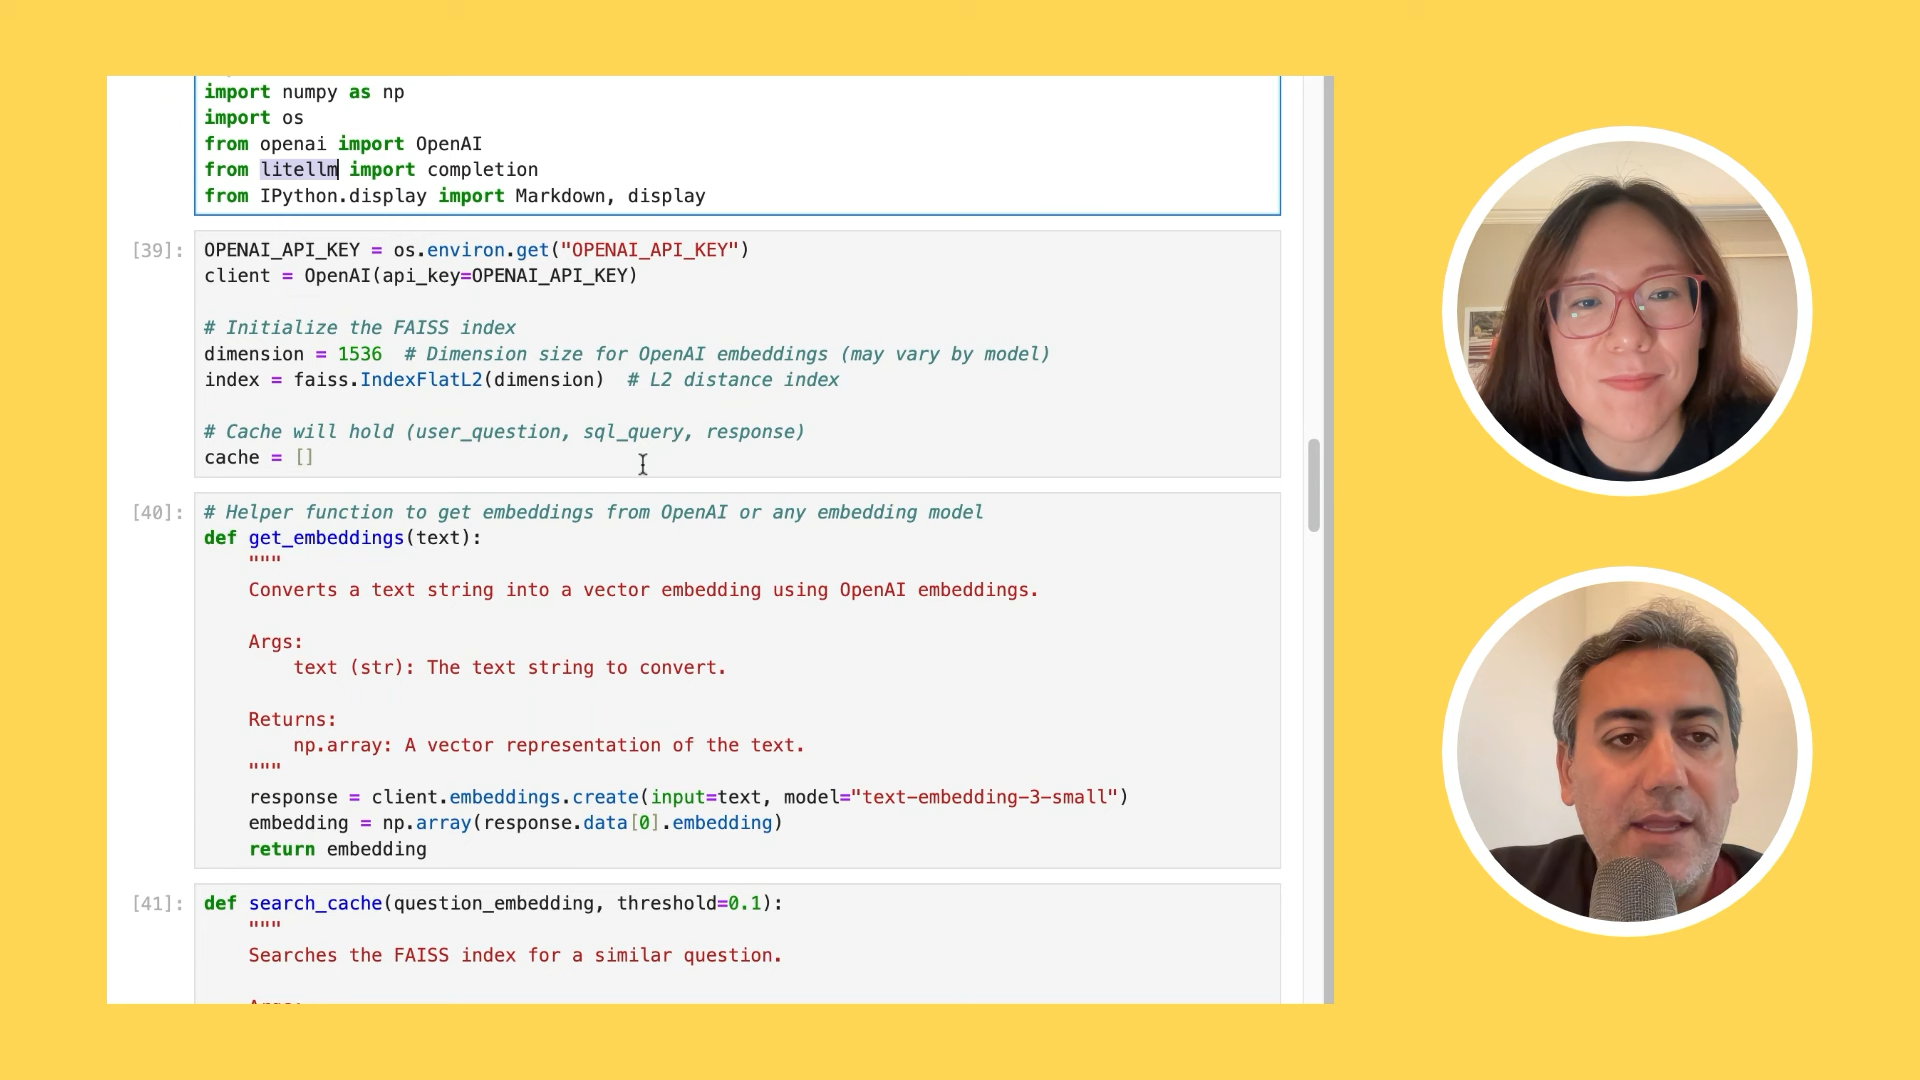 import numpy as np
import os
from openai import OpenAI
from litellm import completion
from IPython.display import Markdown, display
[39]: OPENAI_API_KEY = os.environ.get("OPENAI_API_KEY")
client = OpenAI(api_key=OPENAI_API_KEY)
# Initialize the FAISS index
dimension = 1536  # Dimension size for OpenAI embeddings (may vary by model)
index = faiss.IndexFlatL2(dimension)  # L2 distance index
# Cache will hold (user_question, sql_query, response)
cache = []
[40]: # Helper function to get embeddings from OpenAI or any embedding model
def get_embeddings(text):
"""
Converts a text string into a vector embedding using OpenAI embeddings.
Args:
text (str): The text string to convert.
Returns:
np.array: A vector representation of the text.
"""
response = client.embeddings.create(input=text, model="text-embedding-3-small")
embedding = np.array(response.data[0].embedding)
return embedding
[41]: def search_cache(question_embedding, threshold=0.1):
"""
Searches the FAISS index for a similar question.